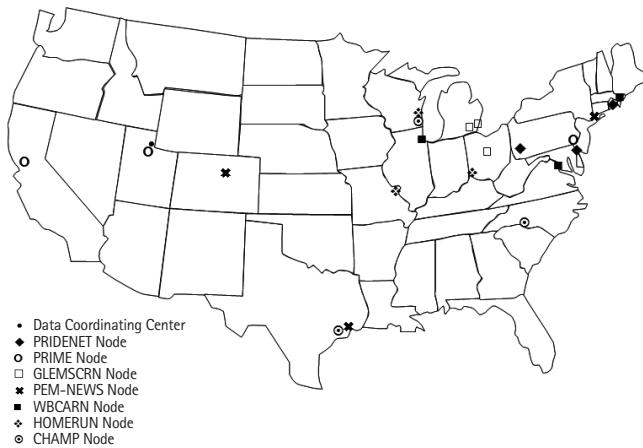 Data Coordinating Center
PRIDENET Node
PRIME Node
GLEMSCRN Node
PEM-NEWS Node
WBCARN Node
HOMERUN Node
CHAMP Node